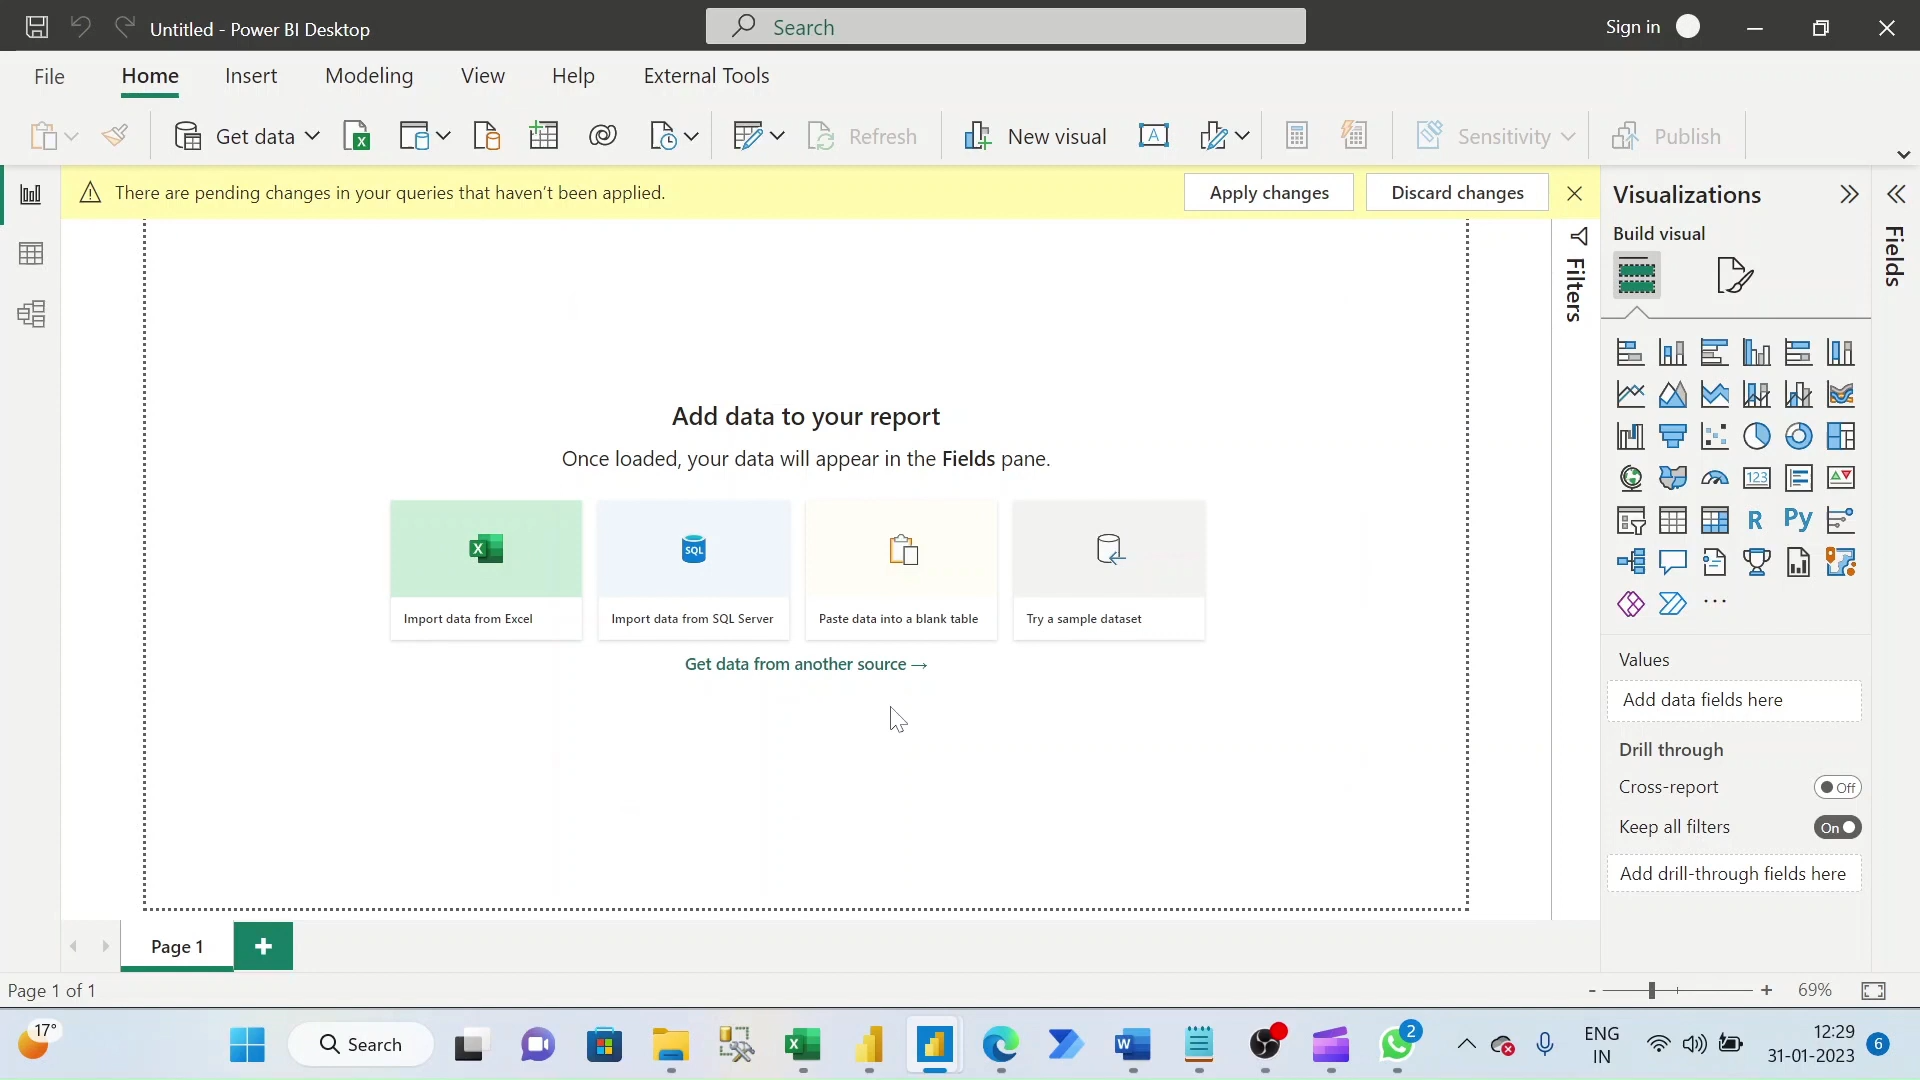 Untitled - Power BI Desktop
Search
Sign in
File
Home
Insert
Modeling
View
Help
External Tools
Get data
Refresh
New visual
Sensitivity
Publish
There are pending changes in your queries that haven't been applied.
Apply changes
Discard changes
Visualizations
Build visual
Filters
Fields
Add data to your report
Once loaded, your data will appear in the Fields pane.
SQL
Import data from Excel
Import data from SQL Server
Paste data into a blank table
Try a sample dataset
Get data from another source →
123
R
Py
Values
Add data fields here
Drill through
Cross-report
Off
Keep all filters
On
Add drill-through fields here
Page 1
Page 1 of 1
69%
17°
Search
2
ENG
IN
12:29
31-01-2023
6